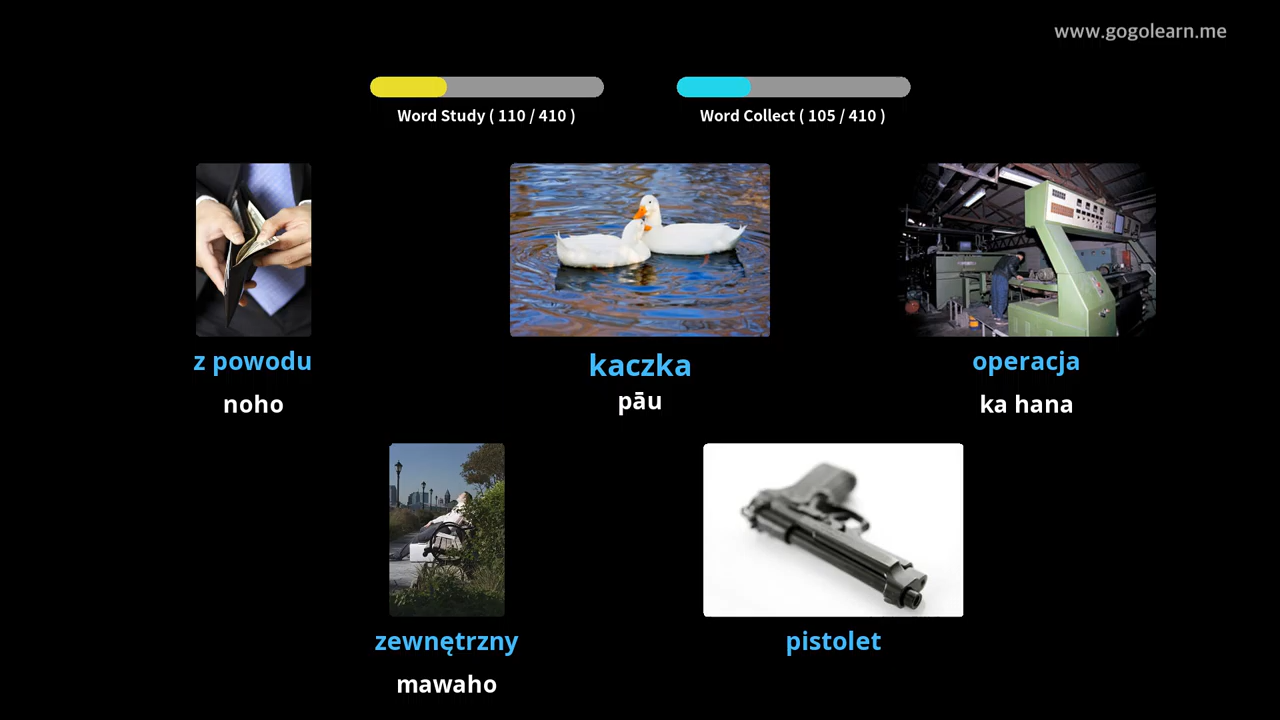 www.gogolearn.me
Word Study ( 110 / 410 )
Word Collect ( 105 / 410 )
z powodu
noho
kaczka
pāu
operacja
ka hana
zewnętrzny
mawaho
pistolet